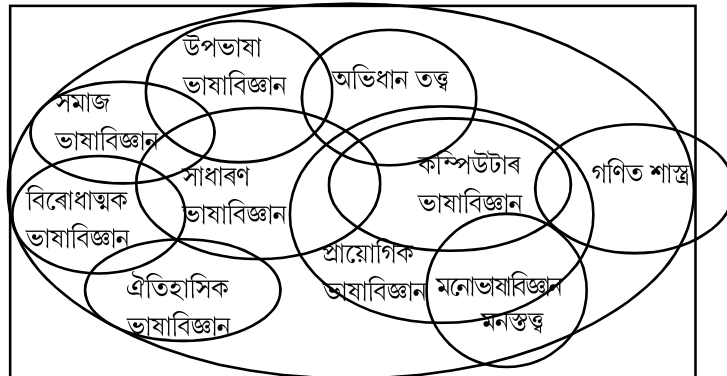 উপভাষা
ভাষাবিজ্ঞান
অভিধান তত্ত্ব
সমাজ
ভাষাবিজ্ঞান
কম্পিউটাৰ
ভাষাবিজ্ঞান
গণিত শাস্ত্ৰ
সাধাৰণ
ভাষাবিজ্ঞান
বিৰোধাত্মক
ভাষাবিজ্ঞান
প্ৰায়োগিক
ভাষাবিজ্ঞান
মনোভাষাবিজ্ঞান
মনস্তত্ত্ব
ঐতিহাসিক
ভাষাবিজ্ঞান